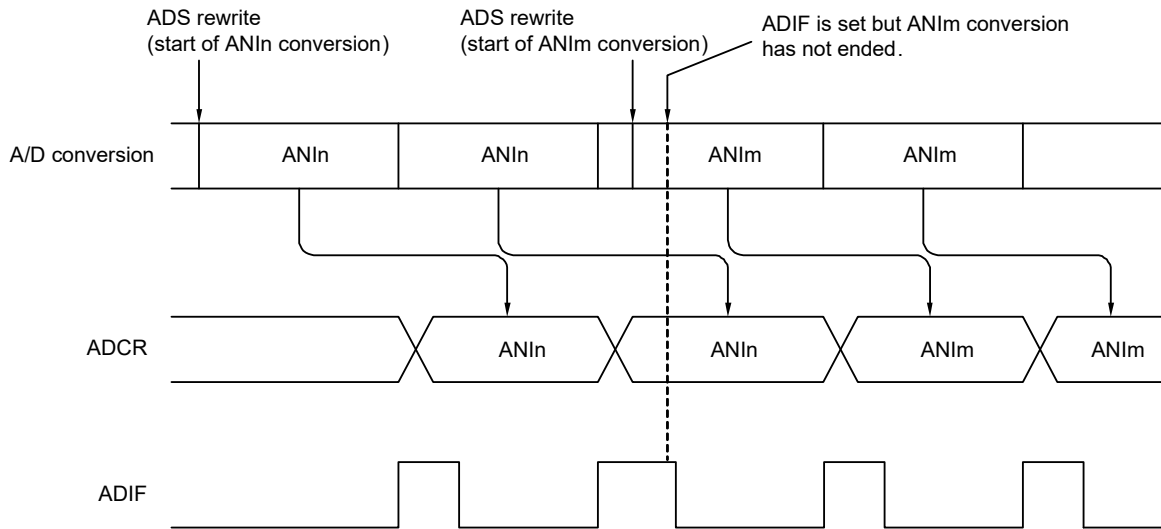 ADS rewrite
(start of ANIn conversion)
ADS rewrite
(start of ANIm conversion)
ADIF is set but ANIm conversion
has not ended.
A/D conversion
ANIn
ANIn
ANIm
ANIm
ADCR
ANIn
ANIn
ANIm
ANIm
ADIF